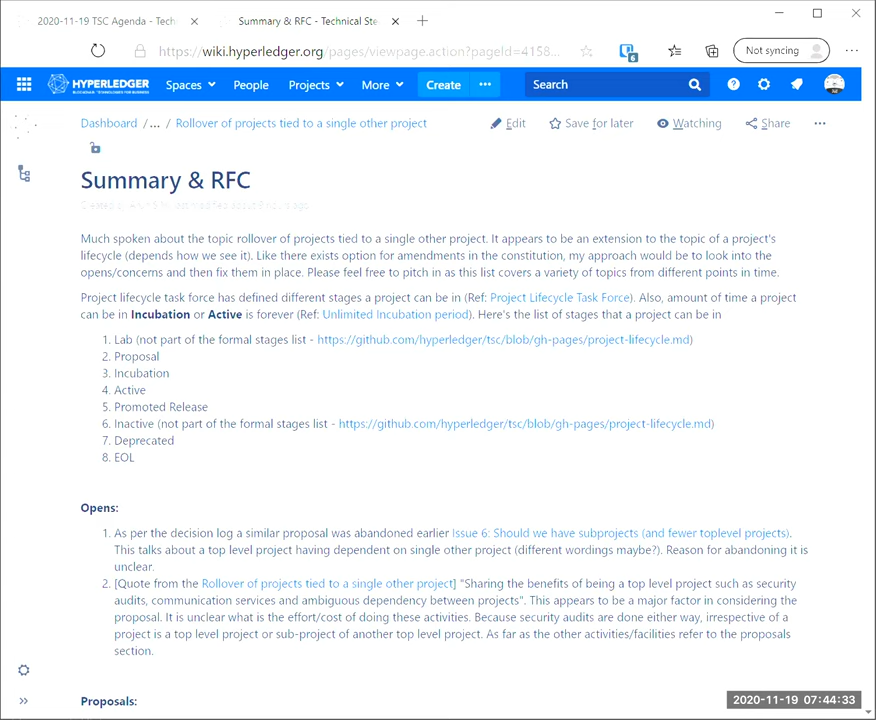 2020-11-19 TSC Agenda - Tech
Summary & RFC - Technical Ste
https://wiki.hyperledger.org/pages/viewpage.action?pageId=4158
6
Not syncing
HYPERLEDGER
BLOCKCHAIN TECHNOLOGIES FOR BUSINESS
Spaces
People
Projects
More
Create
Search
Dashboard /... / Rollover of projects tied to a single other project
Edit
Save for later
Watching
Share
Summary & RFC
last modified about 9 hours ago
Much spoken about the topic rollover of projects tied to a single other project. It appears to be an extension to the topic of a project's
lifecycle (depends how we see it). Like there exists option for amendments in the constitution, my approach would be to look into the
opens/concerns and then fix them in place. Please feel free to pitch in as this list covers a variety of topics from different points in time.
Project lifecycle task force has defined different stages a project can be in (Ref: Project Lifecycle Task Force). Also, amount of time a project
can be in Incubation or Active is forever (Ref: Unlimited Incubation period). Here's the list of stages that a project can be in
1. Lab (not part of the formal stages list - https://github.com/hyperledger/tsc/blob/gh-pages/project-lifecycle.md)
2. Proposal
3. Incubation
4. Active
5. Promoted Release
6. Inactive (not part of the formal stages list - https://github.com/hyperledger/tsc/blob/gh-pages/project-lifecycle.md)
7. Deprecated
8. EOL
Opens:
1. As per the decision log a similar proposal was abandoned earlier Issue 6: Should we have subprojects (and fewer toplevel projects).
This talks about a top level project having dependent on single other project (different wordings maybe?). Reason for abandoning it is
unclear.
2. [Quote from the Rollover of projects tied to a single other project] "Sharing the benefits of being a top level project such as security
audits, communication services and ambiguous dependency between projects". This appears to be a major factor in considering the
proposal. It is unclear what is the effort/cost of doing these activities. Because security audits are done either way, irrespective of a
project is a top level project or sub-project of another top level project. As far as the other activities/facilities refer to the proposals
section.
Proposals:
2020-11-19 07:44:33